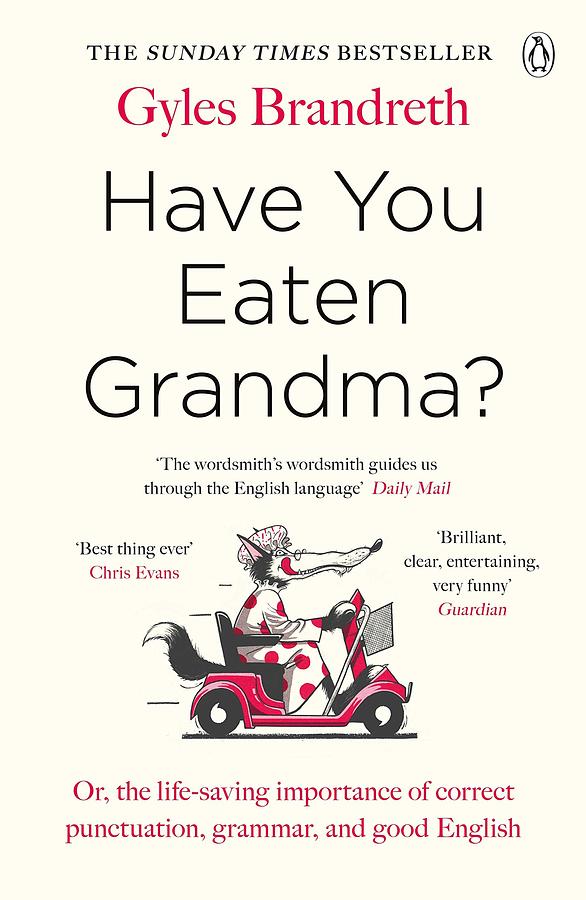 THE SUNDAY TIMES BESTSELLER
Gyles Brandreth
Have You
Eaten
Grandma?
‘The wordsmith’s wordsmith guides us
through the English language’ Daily Mail
‘Best thing ever’
Chris Evans
‘Brilliant,
clear, entertaining,
very funny’
Guardian
Or, the life-saving importance of correct
punctuation, grammar, and good English